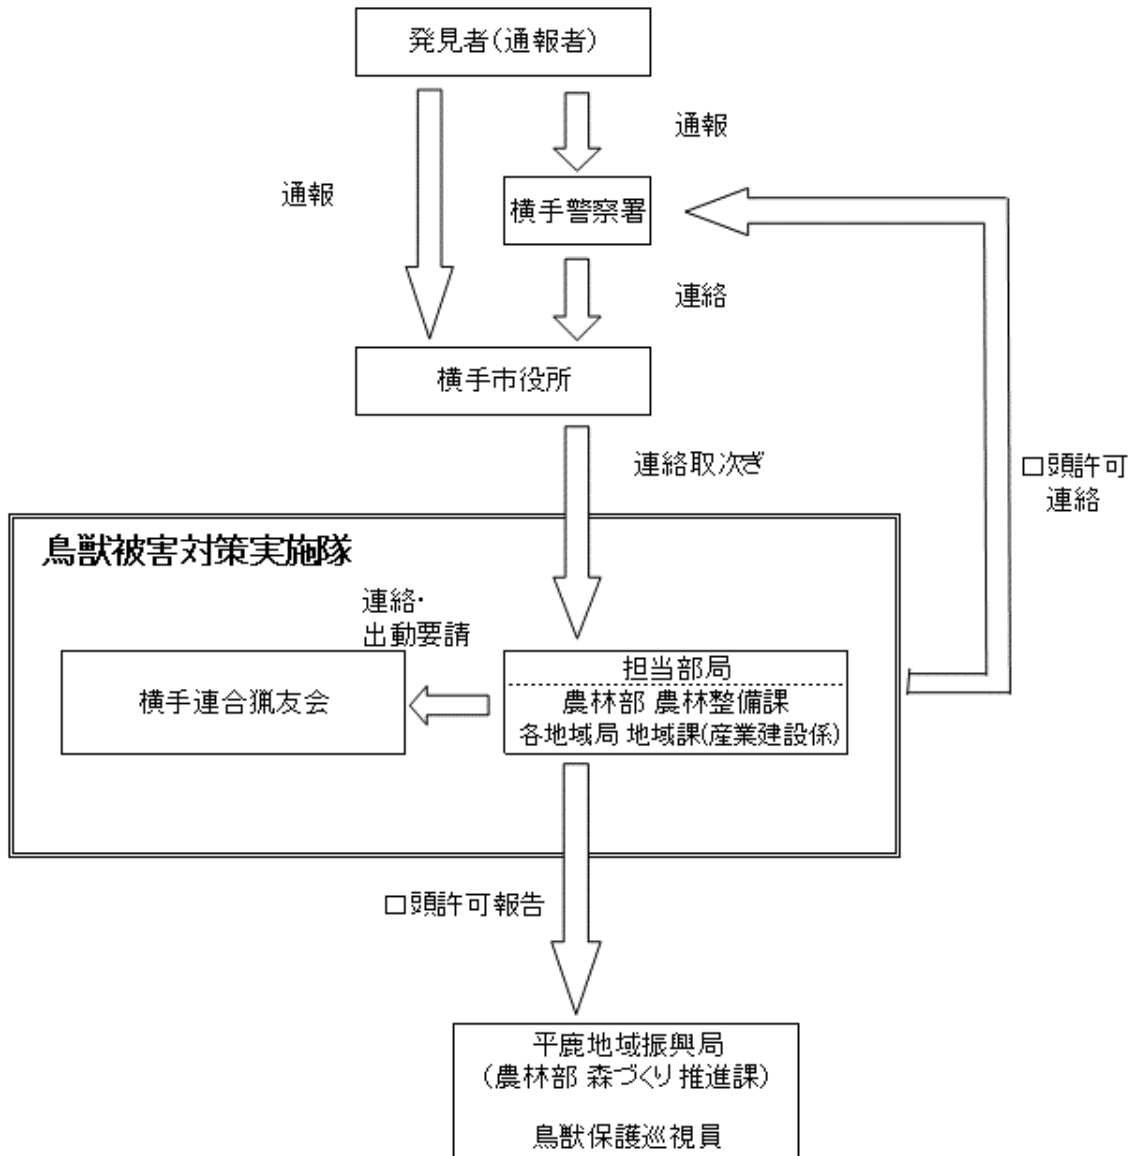 発見者(通報者)
通報
通報
横手警察署
連絡
横手市役所
連絡取次ぎ
口頭許可
連絡
鳥獣被害対策実施隊
連絡・
出動要請
横手連合猟友会
担当部局
農林部 農林整備課
各地域局 地域課(産業建設係)
口頭許可報告
平鹿地域振興局
(農林部 森づくり推進課)
鳥獣保護巡視員